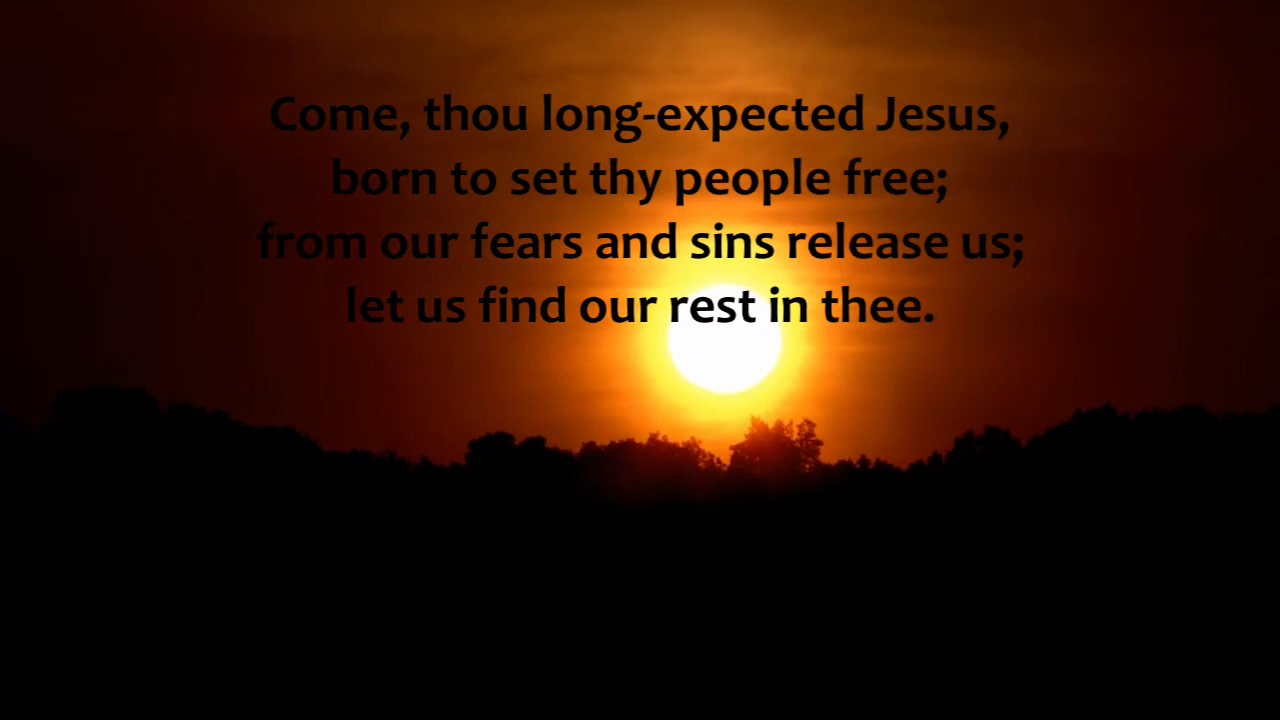 Come, thou long-expected Jesus,
born to set thy people free;
from our fears and sins release us;
let us find our rest in thee.